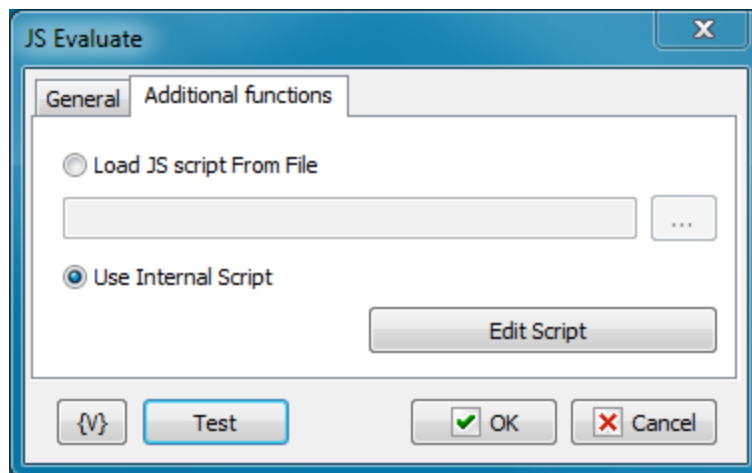 JS Evaluate
General Additional functions
Load JS script From File
...
Use Internal Script
Edit Script
{V} Test OK Cancel